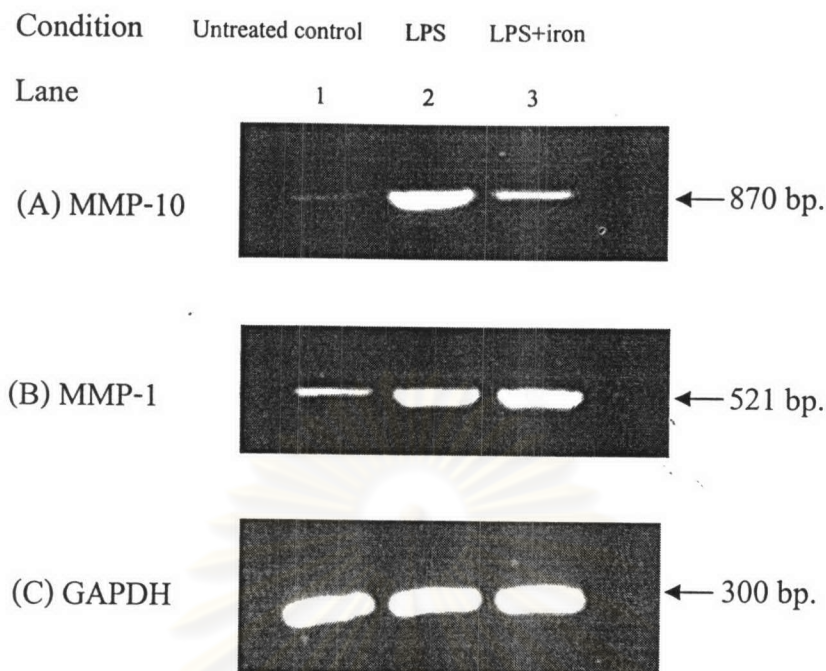 Condition Untreated control LPS LPS+iron
Lane 1 2 3
(A) MMP-10 870 bp.
(B) MMP-1 521 bp.
(C) GAPDH 300 bp.